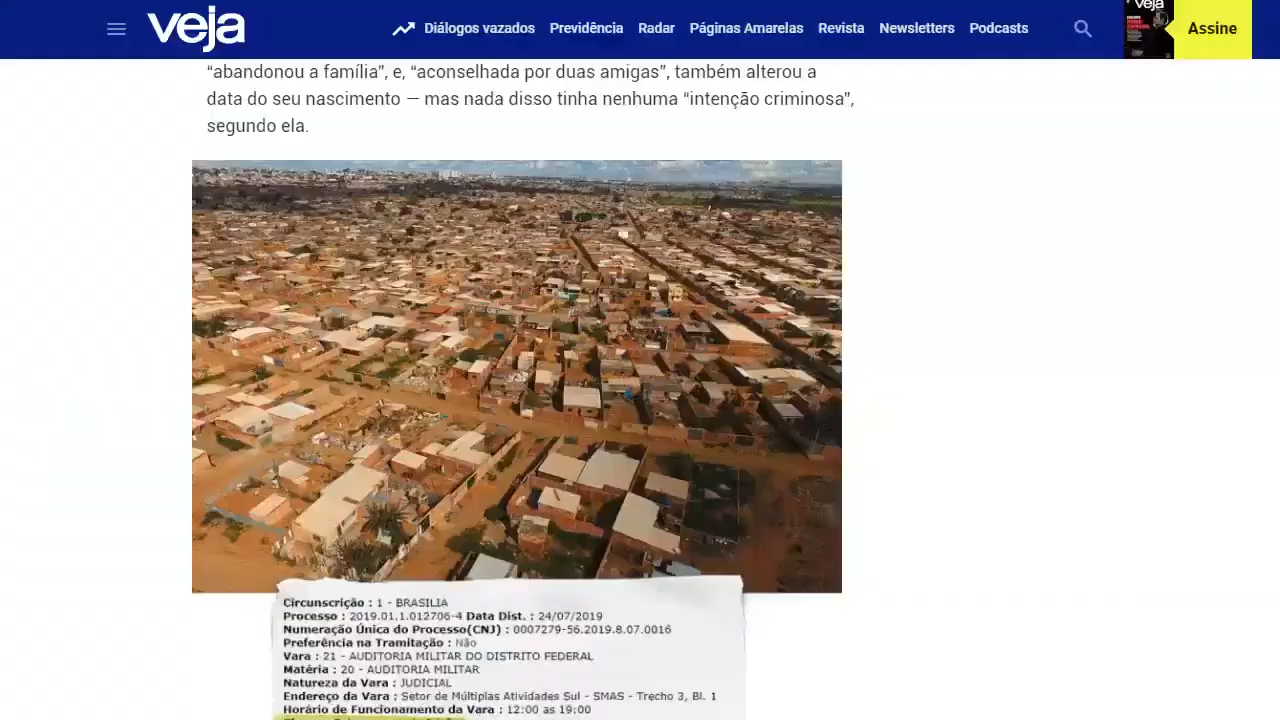 veja
Diálogos vazados Previdência Radar Páginas Amarelas Revista Newsletters Podcasts
veja
Assine
“abandonou a família”, e, “aconselhada por duas amigas”, também alterou a
data do seu nascimento — mas nada disso tinha nenhuma “intenção criminosa”,
segundo ela.
Circunscrição : 1 - BRASILIA
Processo : 2019.01.1.012706-4 Data Dist. : 24/07/2019
Numeração Única do Processo(CNJ) : 0007279-56.2019.8.07.0016
Preferência na Tramitação : Não
Vara : 21 - AUDITORIA MILITAR DO DISTRITO FEDERAL
Matéria : 20 - AUDITORIA MILITAR
Natureza da Vara : JUDICIAL
Endereço da Vara : Setor de Múltiplas Atividades Sul - SMAS - Trecho 3, Bl. 1
Horário de Funcionamento da Vara : 12:00 as 19:00